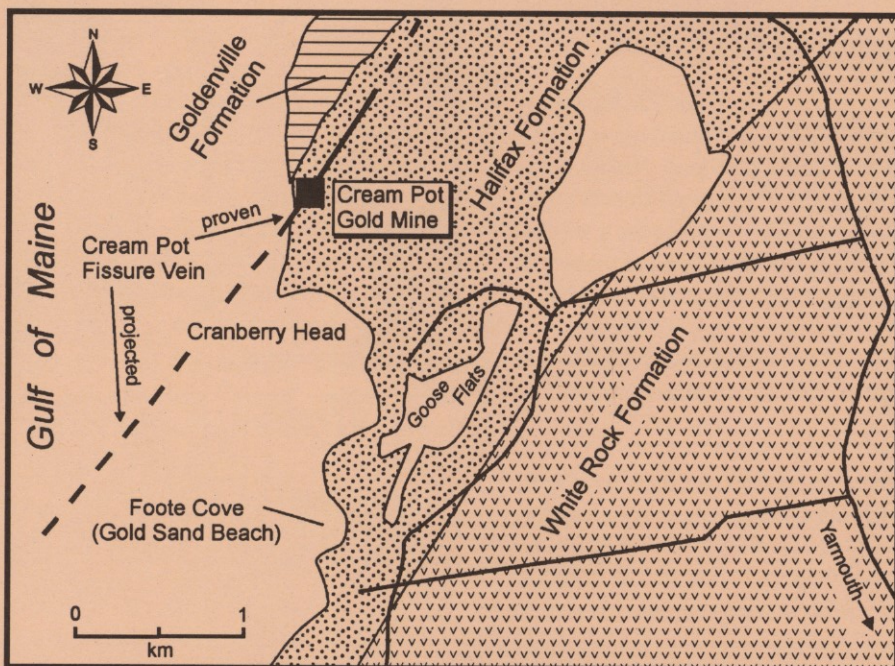 N
W
E
S
Goldenville
Formation
Halifax Formation
Cream Pot
Gold Mine
proven
Cream Pot
Fissure Vein
projected
Gulf of Maine
Cranberry Head
Goose
Flats
White Rock Formation
Foote Cove
(Gold Sand Beach)
Yarmouth
0
1
km